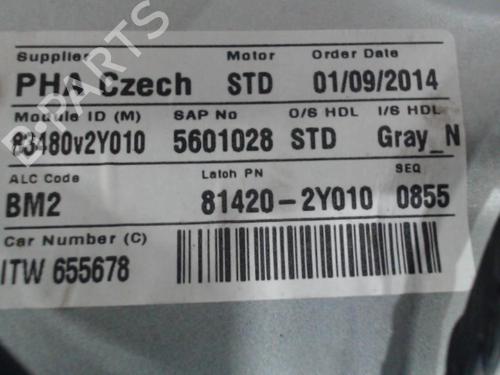 Supplier Motor Order Date
PHA Czech STD 01/09/2014
Module ID (M) SAP No O/S HDL I/S HDL
83480v2Y010 5601028 STD Gray_N
ALC Code Latch PN SEQ
BM2 81420-2Y010 0855
Car Number (C)
ITW 655678
B-PARTS